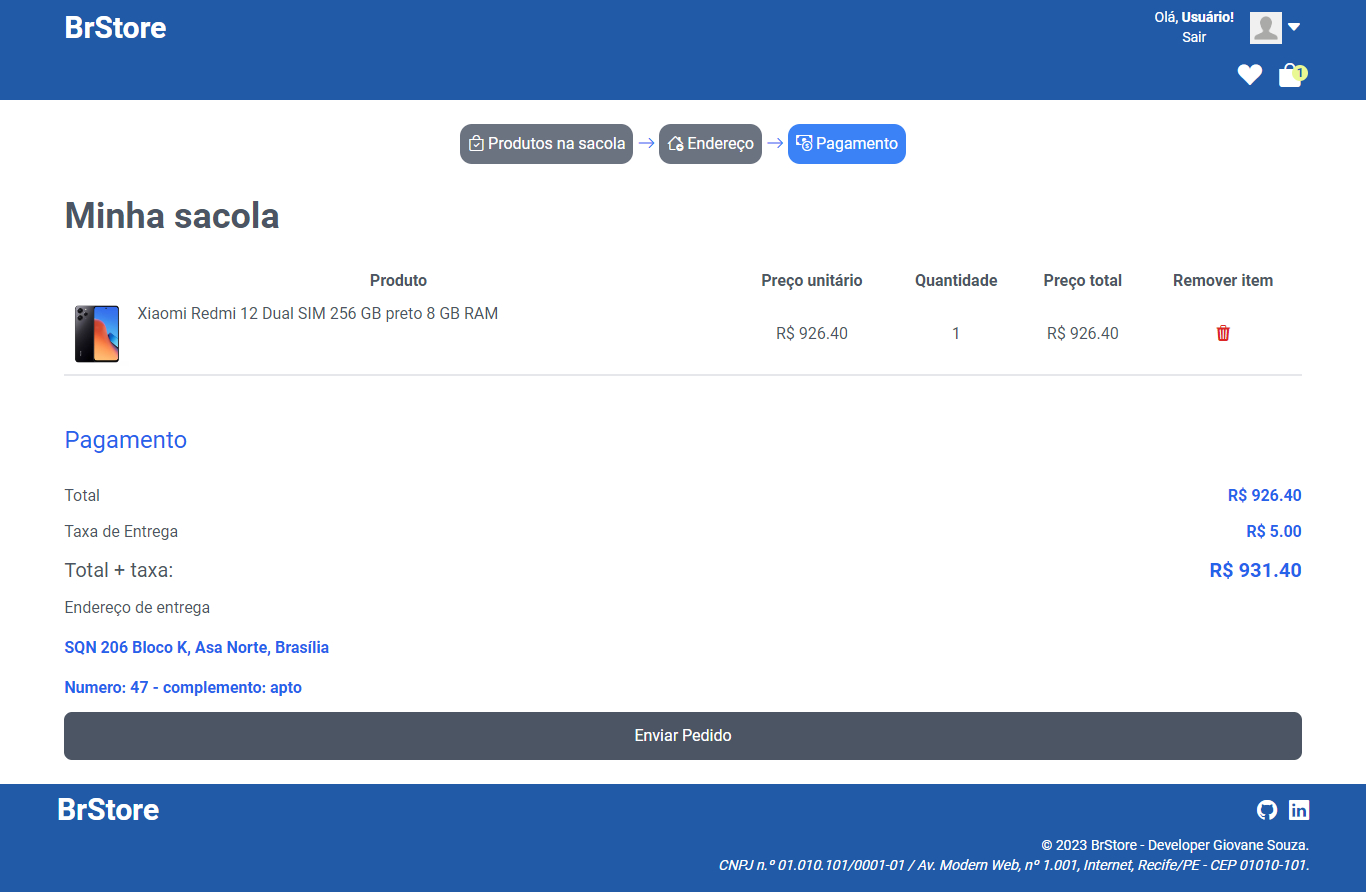 BrStore
Olá, Usuário!
Sair
1
Produtos na sacola
Endereço
Pagamento
Minha sacola
Produto Preço unitário Quantidade Preço total Remover item
Xiaomi Redmi 12 Dual SIM 256 GB preto 8 GB RAM
R$ 926.40 1 R$ 926.40
Pagamento
Total R$ 926.40
Taxa de Entrega R$ 5.00
Total + taxa: R$ 931.40
Endereço de entrega
SQN 206 Bloco K, Asa Norte, Brasília
Numero: 47 - complemento: apto
Enviar Pedido
BrStore
© 2023 BrStore - Developer Giovane Souza.
CNPJ n.º 01.010.101/0001-01 / Av. Modern Web, nº 1.001, Internet, Recife/PE - CEP 01010-101.